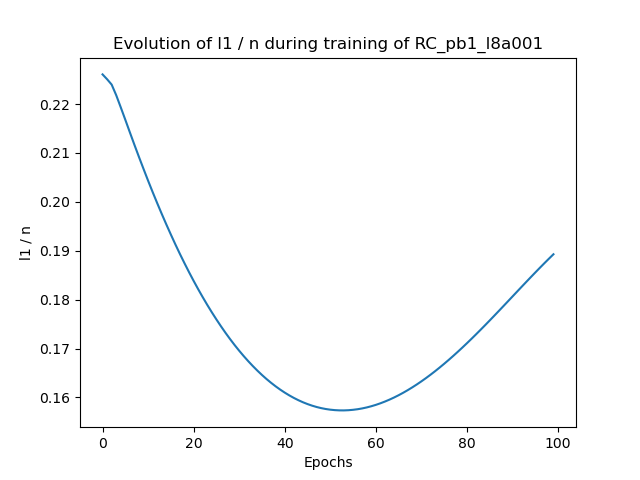 Evolution of l1 / n during training of RC_pb1_l8a001
0.22
0.21
0.20
0.19
0.18
0.17
0.16
l1 / n
0 20 40 60 80 100
Epochs